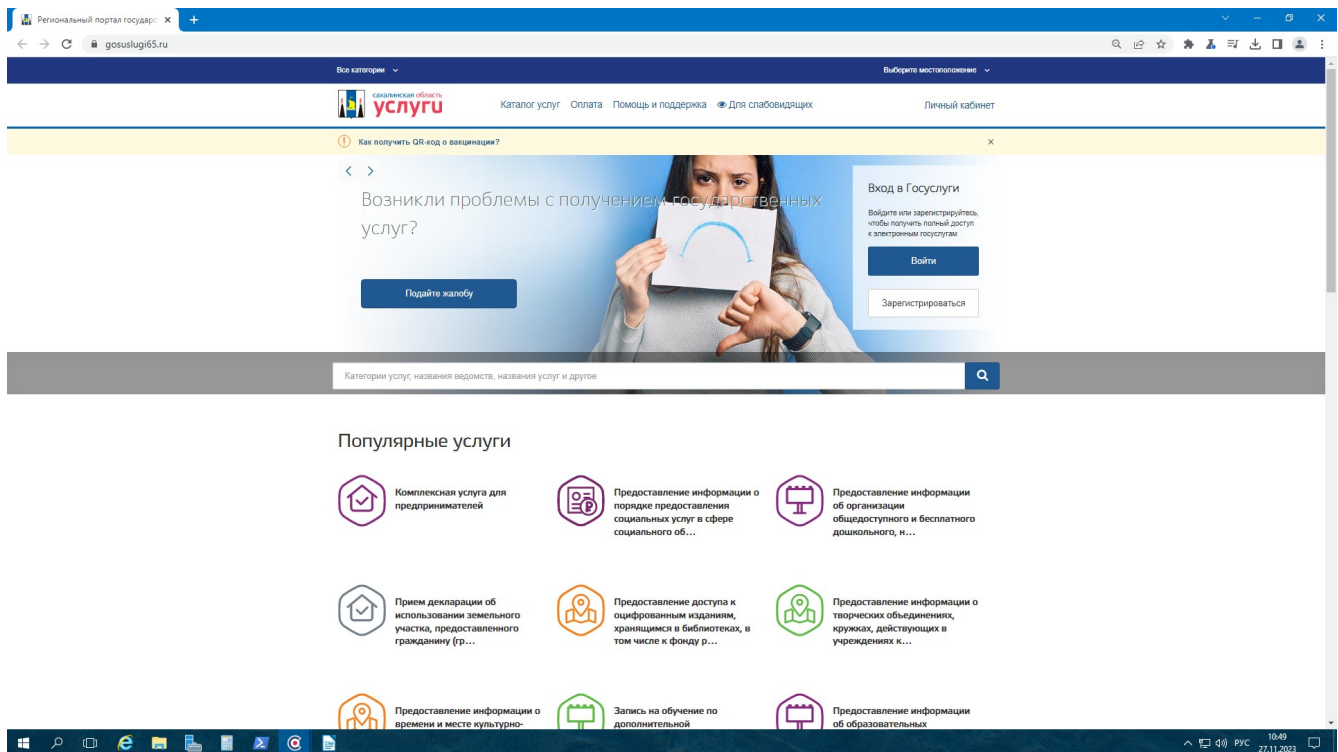 Региональный портал государс
gosuslugi65.ru
Все категории
Выберите местоположение
сахалинская область
услуги
Каталог услуг Оплата Помощь и поддержка Для слабовидящих Личный кабинет
Как получить QR-код о вакцинации?
Возникли проблемы с получением государственных
услуг?
Подайте жалобу
Вход в Госуслуги
Войдите или зарегистрируйтесь,
чтобы получить полный доступ
к электронным госуслугам
Войти
Зарегистрироваться
Категории услуг, названия ведомств, названия услуг и другое
Популярные услуги
Комплексная услуга для
предпринимателей
Предоставление информации о
порядке предоставления
социальных услуг в сфере
социального об...
Предоставление информации
об организации
общедоступного и бесплатного
дошкольного, н...
Прием декларации об
использовании земельного
участка, предоставленного
гражданину (гр...
Предоставление доступа к
оцифрованным изданиям,
хранящимся в библиотеках, в
том числе к фонду р...
Предоставление информации о
творческих объединениях,
кружках, действующих в
учреждениях к...
Предоставление информации о
времени и месте культурно-
Запись на обучение по
дополнительной
Предоставление информации
об образовательных
РУС
10:49
27.11.2023